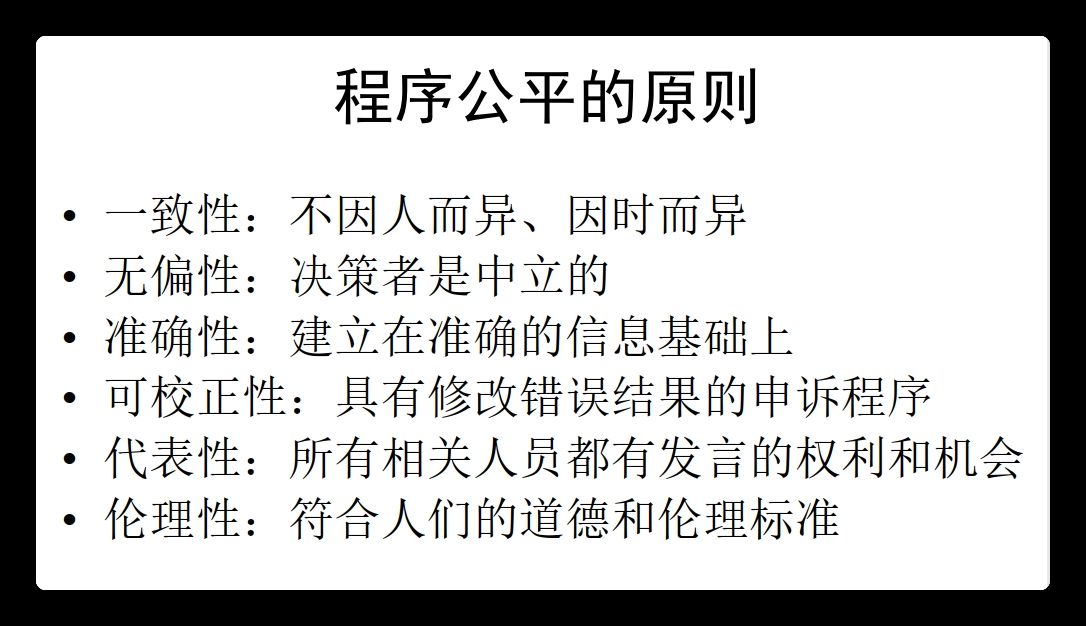 程序公平的原则
• 一致性：不因人而异、因时而异
• 无偏性：决策者是中立的
• 准确性：建立在准确的信息基础上
• 可校正性：具有修改错误结果的申诉程序
• 代表性：所有相关人员都有发言的权利和机会
• 伦理性：符合人们的道德和伦理标准